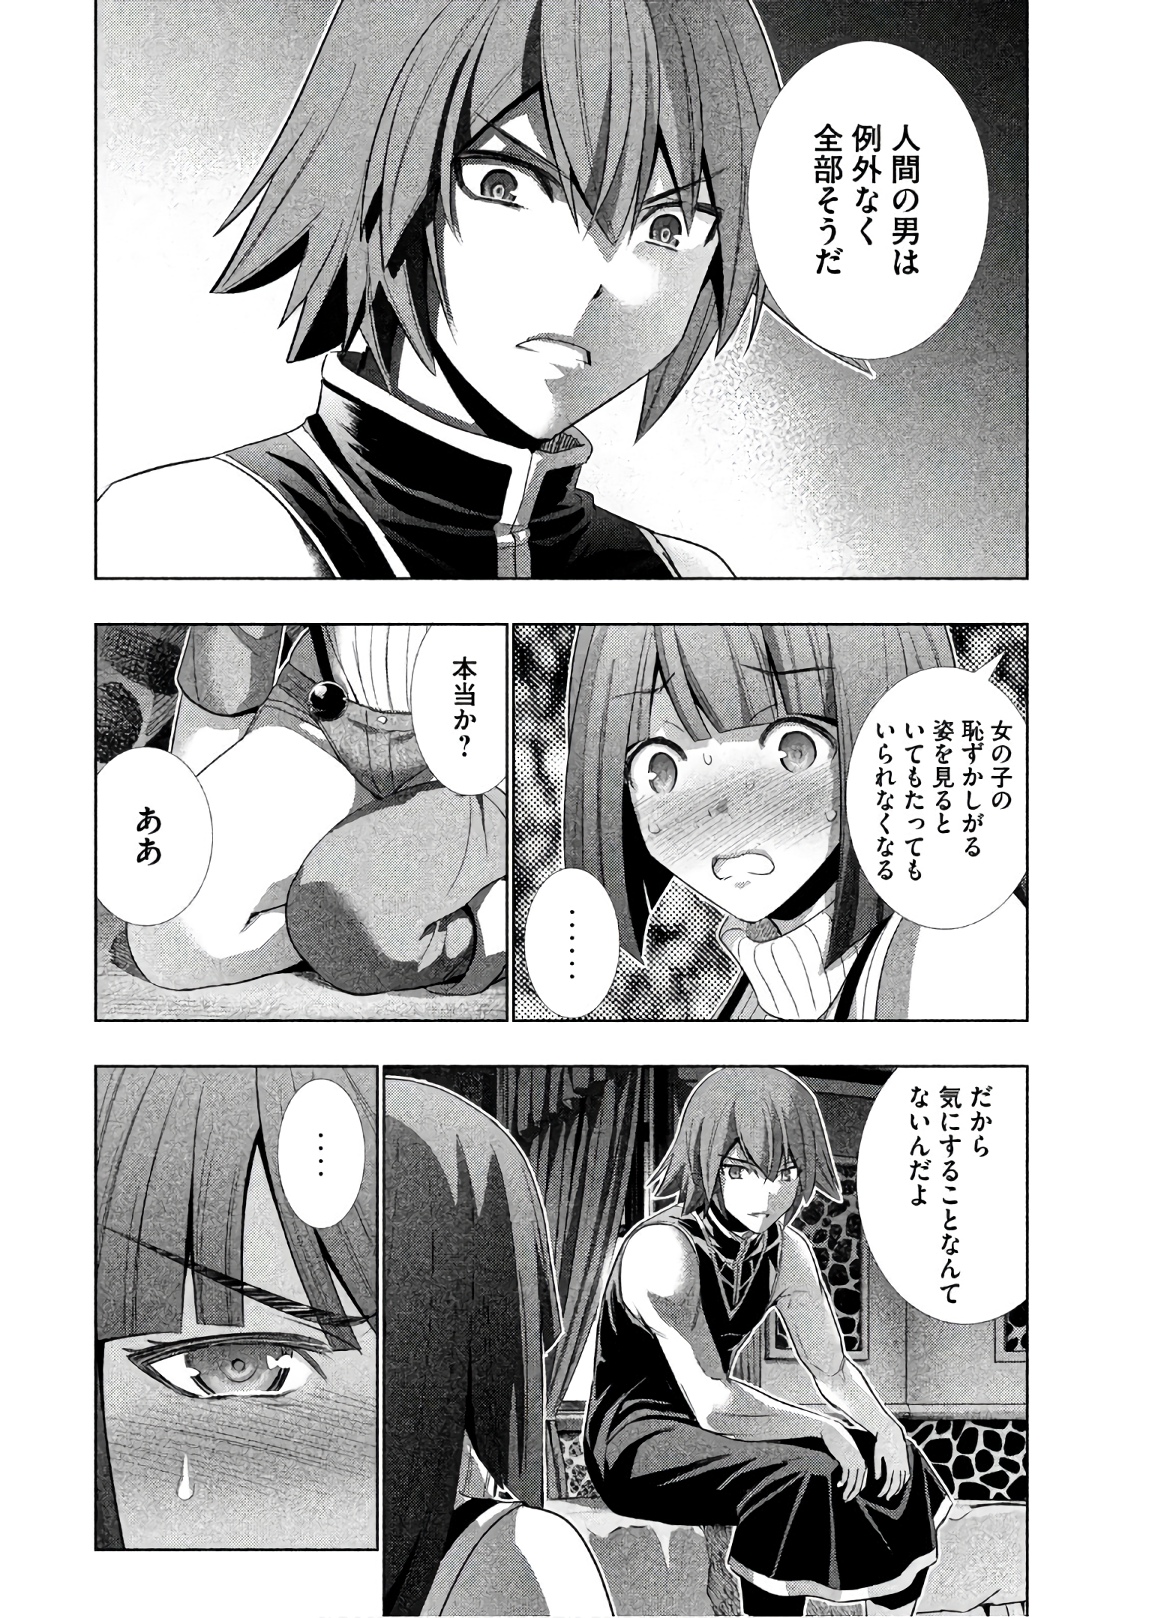 人間の男は
例外なく
全部そうだ
女の子の
恥ずかしがる
姿を見ると
いてもたっても
いられなくなる
・・・・・・
本当か?
ああ
だから
気にすることなんて
ないんだよ
・・・